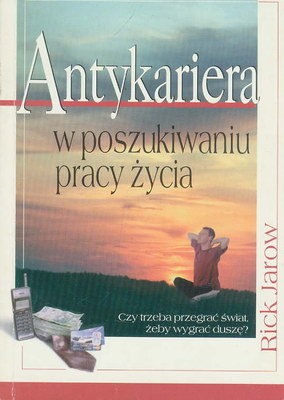 Antykariera
w poszukiwaniu
pracy życia
Rick Jarow
Czy trzeba przegrać świat,
żeby wygrać duszę?